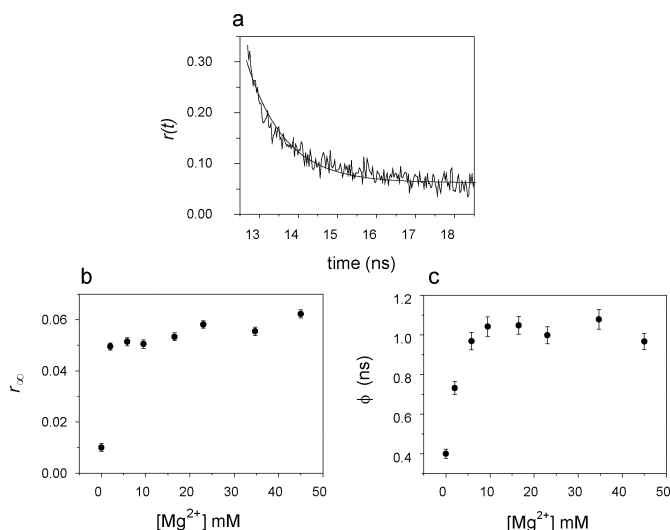 a
0.30
0.20
0.10
0.00
r(t)
13 14 15 16 17 18
time (ns)
b
0.06
0.04
0.02
0.00
r∞
0 10 20 30 40 50
[Mg2+] mM
c
1.2
1.0
0.8
0.6
0.4
ϕ (ns)
0 10 20 30 40 50
[Mg2+] mM